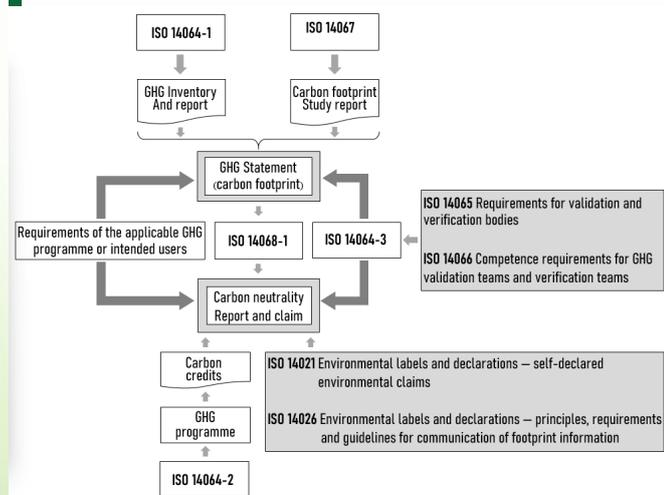 ISO 14064-1
ISO 14067
GHG Inventory
And report
Carbon footprint
Study report
GHG Statement
(carbon footprint)
Requirements of the applicable GHG
programme or intended users
ISO 14068-1
ISO 14064-3
ISO 14065 Requirements for validation and
verification bodies
ISO 14066 Competence requirements for GHG
validation teams and verification teams
Carbon neutrality
Report and claim
Carbon
credits
GHG
programme
ISO 14064-2
ISO 14021 Environmental labels and declarations – self-declared
environmental claims
ISO 14026 Environmental labels and declarations – principles, requirements
and guidelines for communication of footprint information